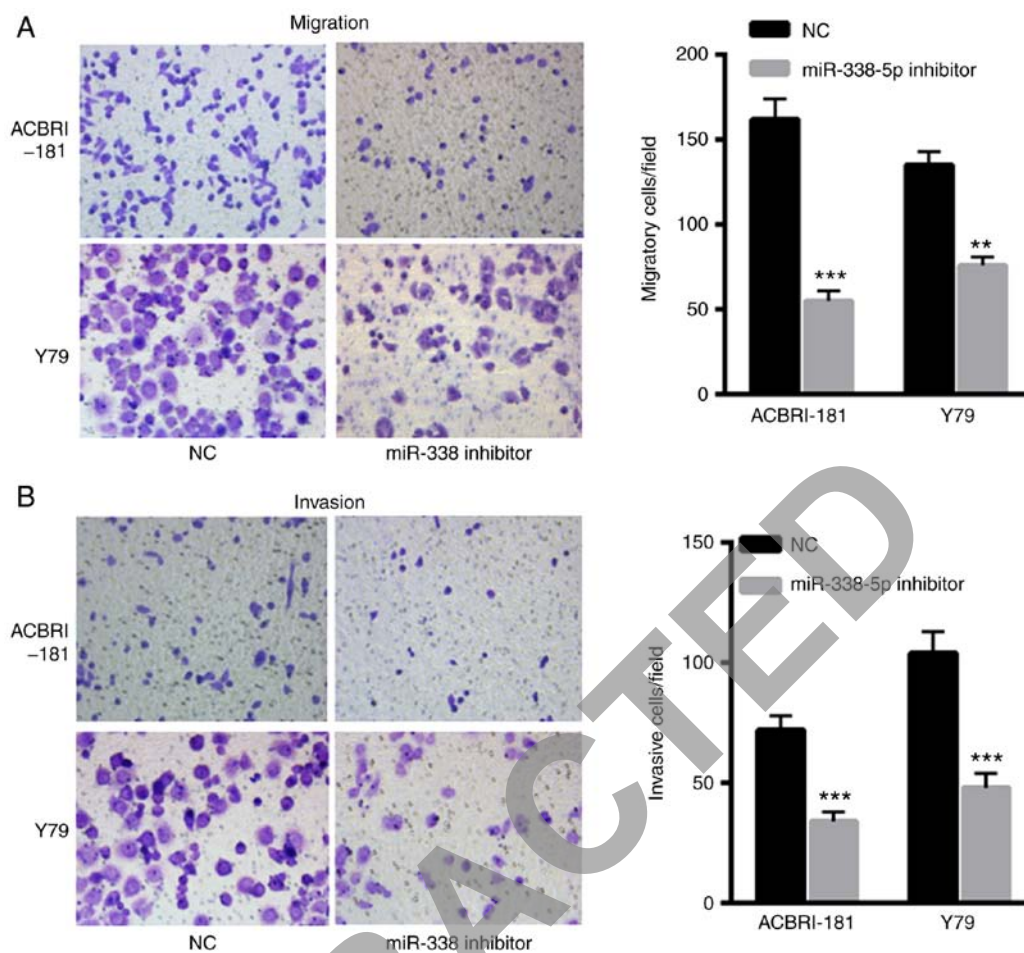 A
Migration
ACBRI
-181
Y79
NC
miR-338 inhibitor
NC
miR-338-5p inhibitor
Migratory cells/field
200
150
100
50
0
***
**
ACBRI-181
Y79
B
Invasion
ACBRI
-181
Y79
NC
miR-338 inhibitor
NC
miR-338-5p inhibitor
Invasive cells/field
150
100
50
0
***
***
ACBRI-181
Y79
ACTED